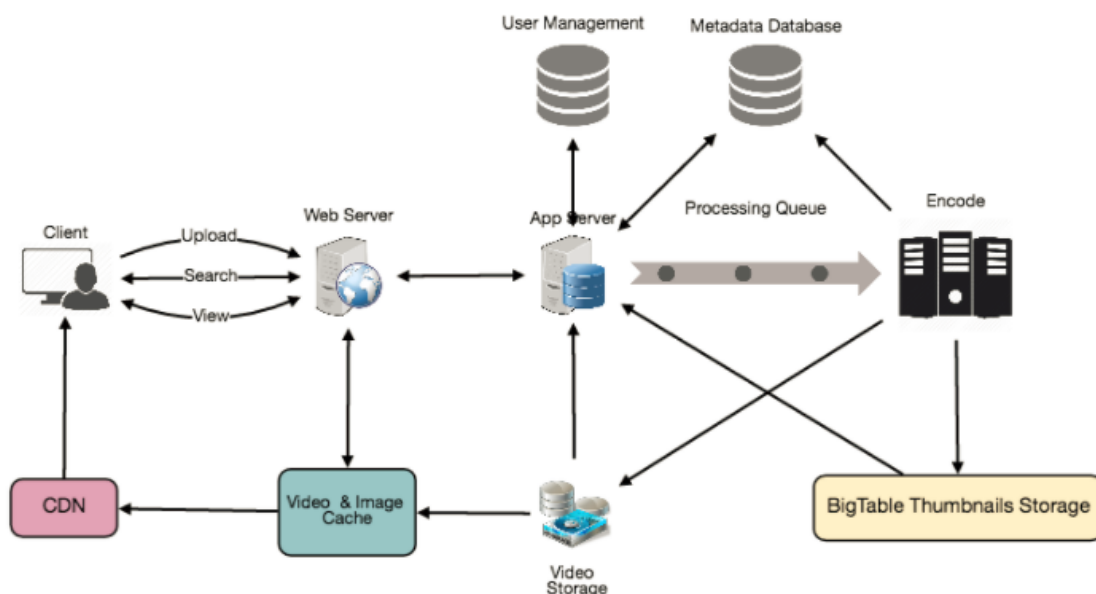 User Management
Metadata Database
Web Server
App Server
Processing Queue
Encode
Client
Upload
Search
View
CDN
Video & Image
Cache
BigTable Thumbnails Storage
Video
Storage